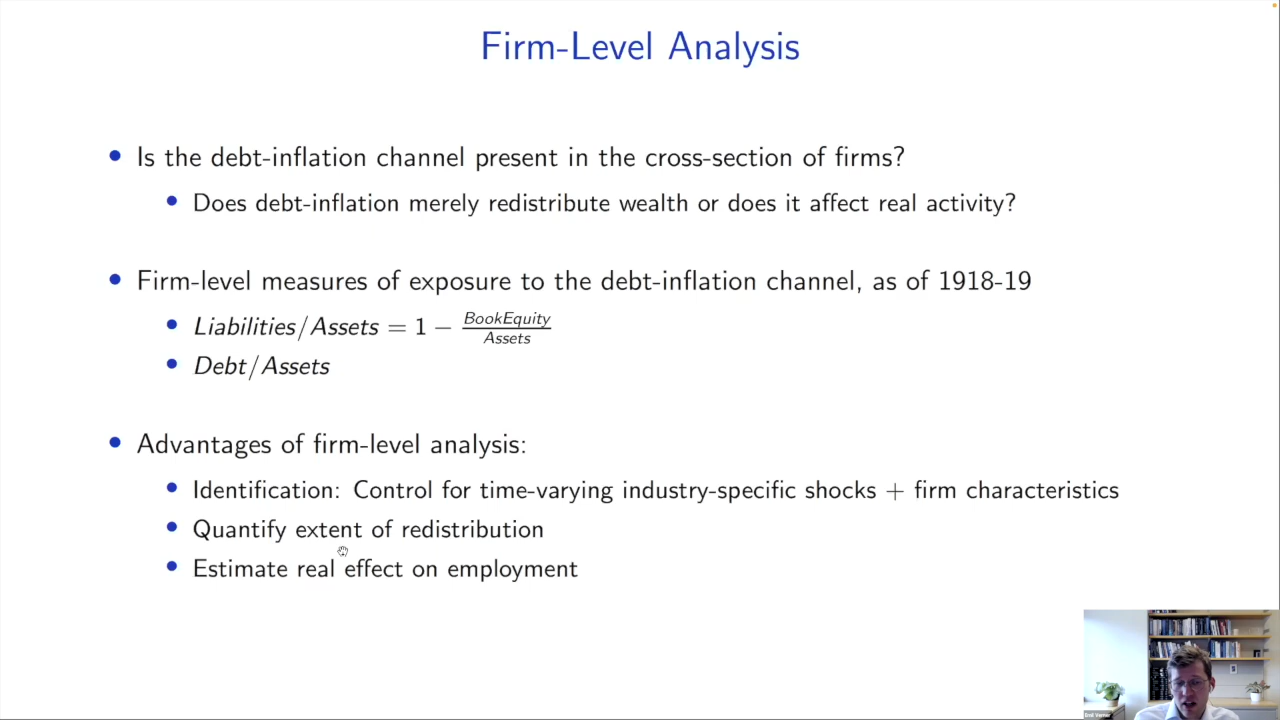 Firm-Level Analysis
• Is the debt-inflation channel present in the cross-section of firms?
• Does debt-inflation merely redistribute wealth or does it affect real activity?
• Firm-level measures of exposure to the debt-inflation channel, as of 1918-19
• Liabilities/Assets = 1 − BookEquity/Assets
• Debt/Assets
• Advantages of firm-level analysis:
• Identification: Control for time-varying industry-specific shocks + firm characteristics
• Quantify extent of redistribution
• Estimate real effect on employment